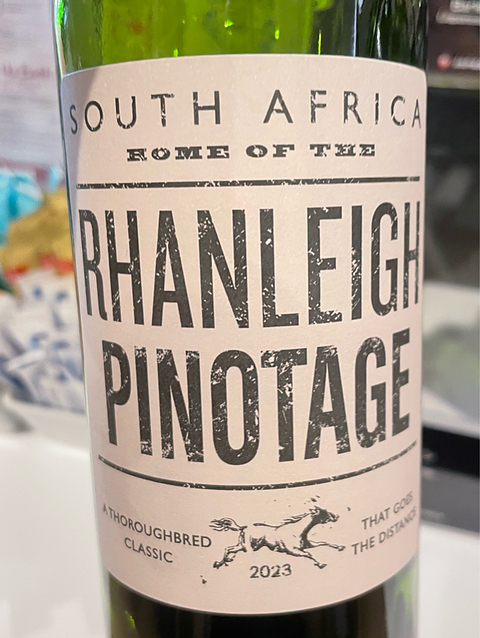 SOUTH AFRICA
HOME OF THE
RHANLEIGH
PINOTAGE
A THOROUGHBRED
CLASSIC
THAT GOES
THE DISTANCE
2023